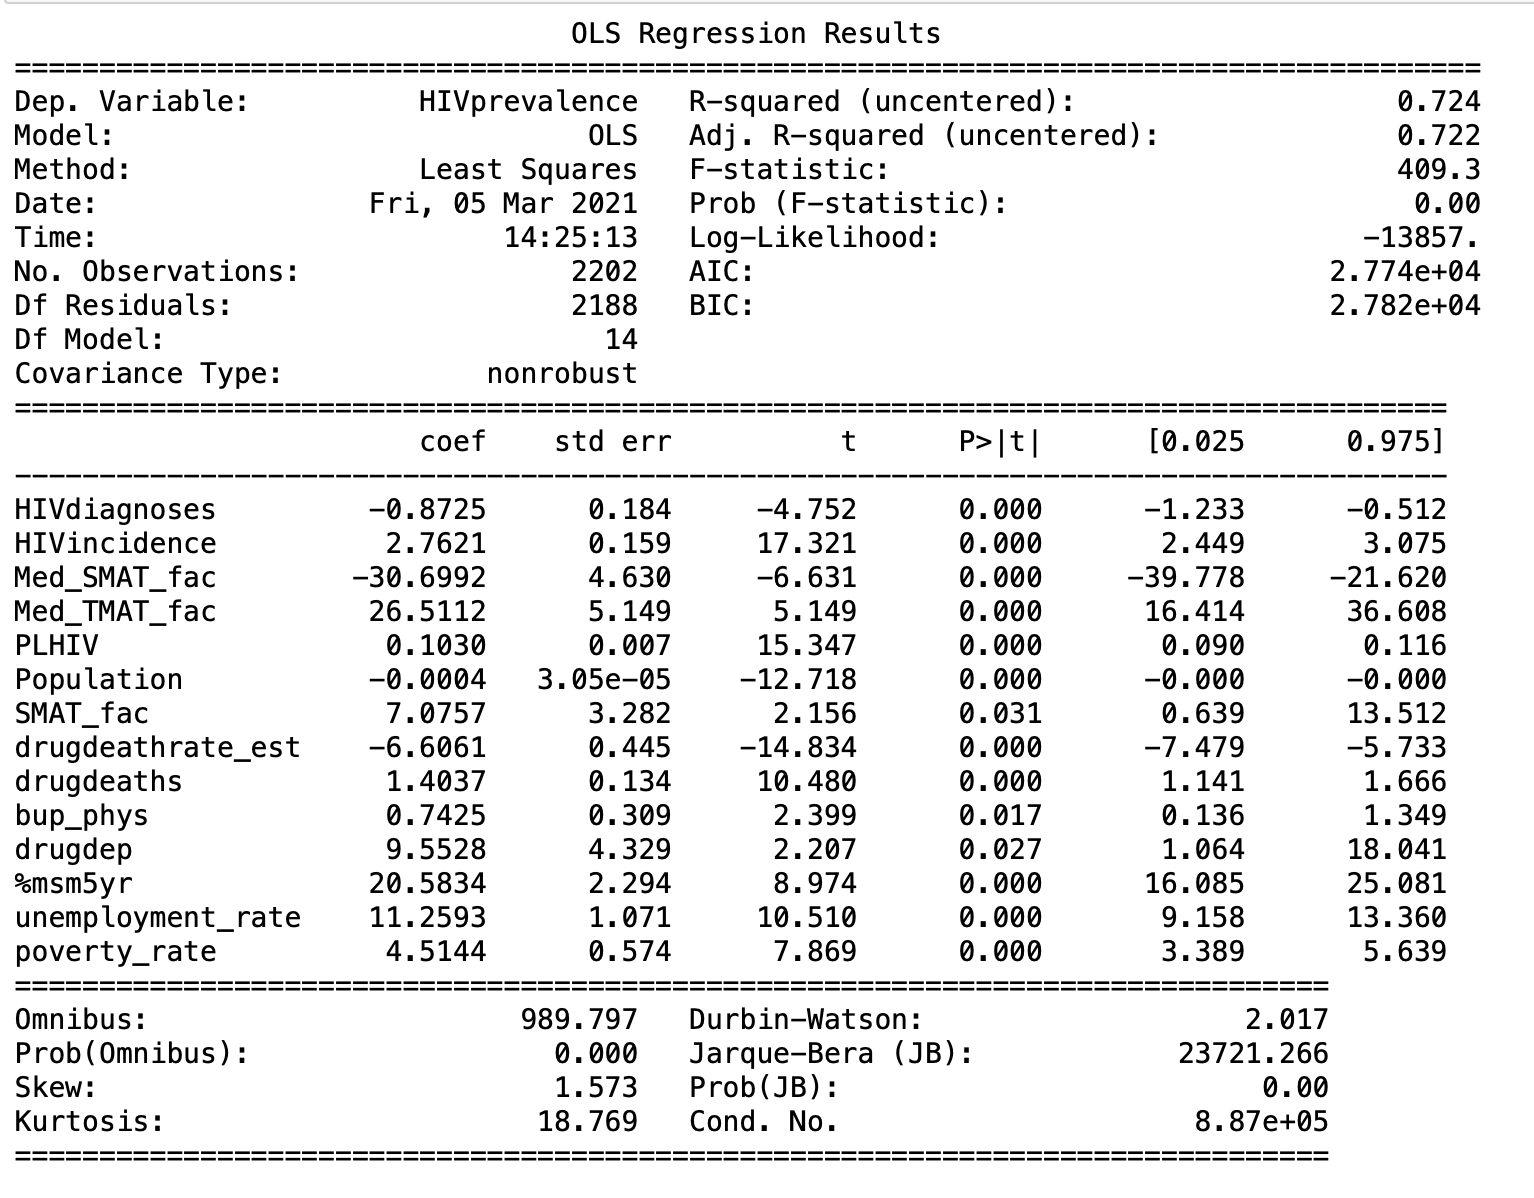 OLS Regression Results
==============================================================================
Dep. Variable: HIVprevalence R-squared (uncentered): 0.724
Model: OLS Adj. R-squared (uncentered): 0.722
Method: Least Squares F-statistic: 409.3
Date: Fri, 05 Mar 2021 Prob (F-statistic): 0.00
Time: 14:25:13 Log-Likelihood: -13857.
No. Observations: 2202 AIC: 2.774e+04
Df Residuals: 2188 BIC: 2.782e+04
Df Model: 14
Covariance Type: nonrobust
==============================================================================
coef std err t P>|t| [0.025 0.975]
------------------------------------------------------------------------------
HIVdiagnoses -0.8725 0.184 -4.752 0.000 -1.233 -0.512
HIVincidence 2.7621 0.159 17.321 0.000 2.449 3.075
Med_SMAT_fac -30.6992 4.630 -6.631 0.000 -39.778 -21.620
Med_TMAT_fac 26.5112 5.149 5.149 0.000 16.414 36.608
PLHIV 0.1030 0.007 15.347 0.000 0.090 0.116
Population -0.0004 3.05e-05 -12.718 0.000 -0.000 -0.000
SMAT_fac 7.0757 3.282 2.156 0.031 0.639 13.512
drugdeathrate_est -6.6061 0.445 -14.834 0.000 -7.479 -5.733
drugdeaths 1.4037 0.134 10.480 0.000 1.141 1.666
bup_phys 0.7425 0.309 2.399 0.017 0.136 1.349
drugdep 9.5528 4.329 2.207 0.027 1.064 18.041
%msm5yr 20.5834 2.294 8.974 0.000 16.085 25.081
unemployment_rate 11.2593 1.071 10.510 0.000 9.158 13.360
poverty_rate 4.5144 0.574 7.869 0.000 3.389 5.639
==============================================================================
Omnibus: 989.797 Durbin-Watson: 2.017
Prob(Omnibus): 0.000 Jarque-Bera (JB): 23721.266
Skew: 1.573 Prob(JB): 0.00
Kurtosis: 18.769 Cond. No. 8.87e+05
==============================================================================